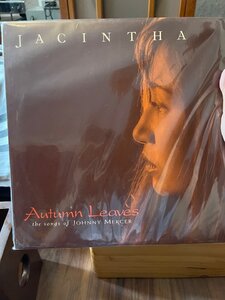 JACINTHA
Autumn Leaves
the songs of JOHNNY MERCER